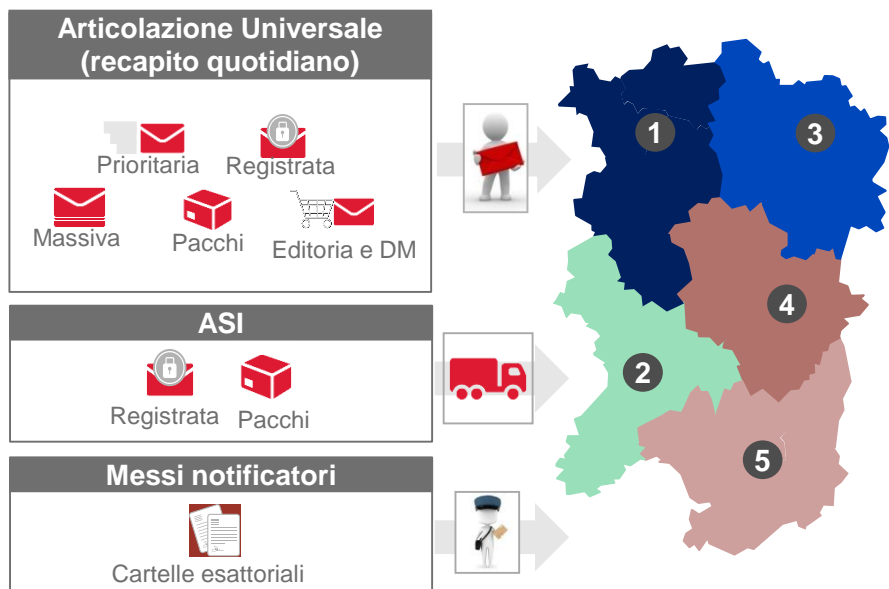 Articolazione Universale
(recapito quotidiano)
Prioritaria
Registrata
Massiva
Pacchi
Editoria e DM
ASI
Registrata
Pacchi
Messi notificatori
Cartelle esattoriali
1
3
4
2
5